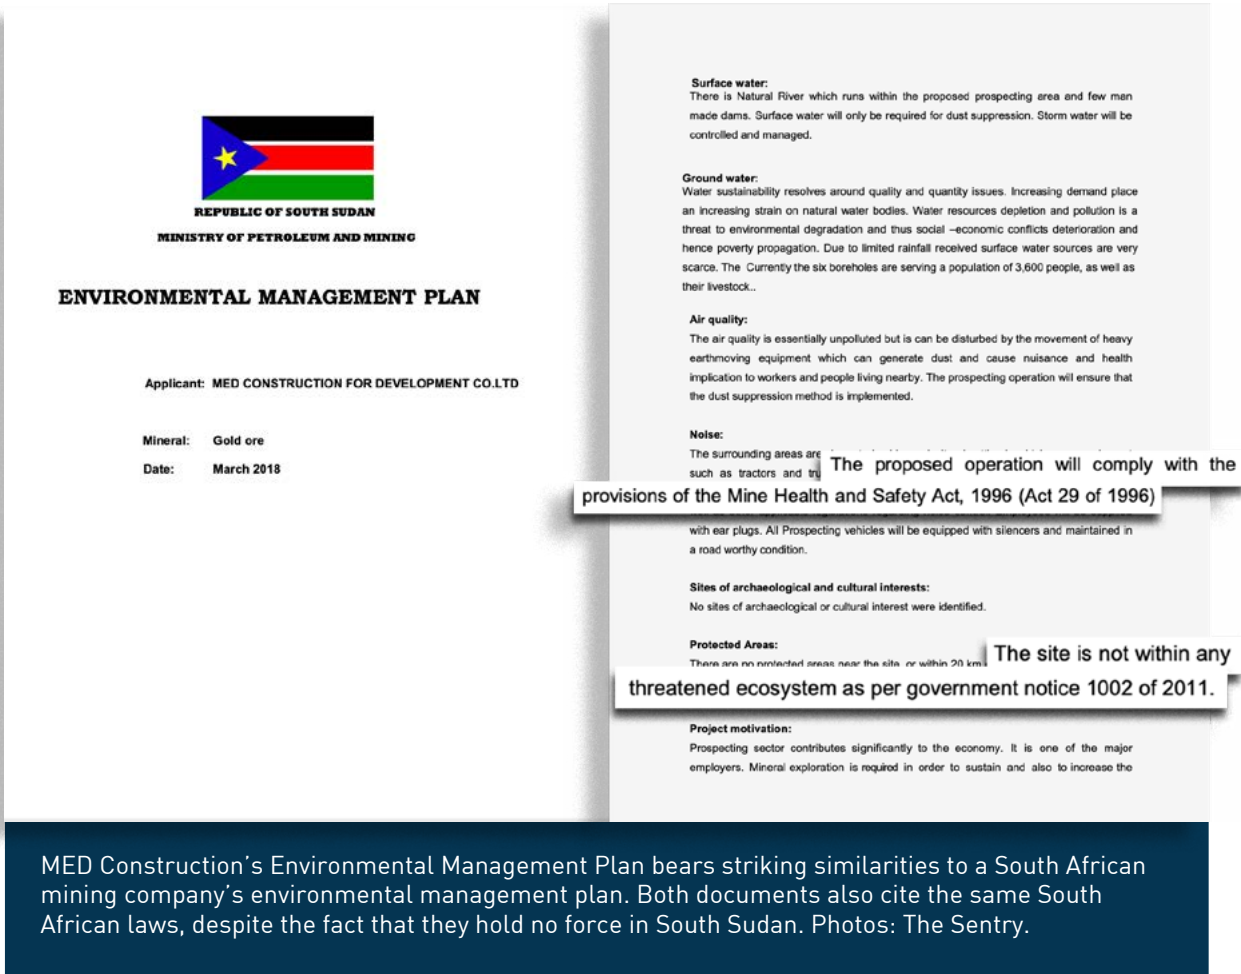 REPUBLIC OF SOUTH SUDAN
MINISTRY OF PETROLEUM AND MINING
ENVIRONMENTAL MANAGEMENT PLAN
Applicant: MED CONSTRUCTION FOR DEVELOPMENT CO.LTD
Mineral: Gold ore
Date: March 2018
Surface water:
There is Natural River which runs within the proposed prospecting area and few man
made dams. Surface water will only be required for dust suppression. Storm water will be
controlled and managed.
Ground water:
Water sustainability resolves around quality and quantity issues. Increasing demand place
an increasing strain on natural water bodies. Water resources depletion and pollution is a
threat to environmental degradation and thus social –economic conflicts deterioration and
hence poverty propagation. Due to limited rainfall received surface water sources are very
scarce. The Currently the six boreholes are serving a population of 3,600 people, as well as
their livestock..
Air quality:
The air quality is essentially unpolluted but is can be disturbed by the movement of heavy
earthmoving equipment which can generate dust and cause nuisance and health
implication to workers and people living nearby. The prospecting operation will ensure that
the dust suppression method is implemented.
Noise:
The surrounding areas are
such as tractors and
The proposed operation will comply with the
provisions of the Mine Health and Safety Act, 1996 (Act 29 of 1996)
with ear plugs. All Prospecting vehicles will be equipped with silencers and maintained in
a road worthy condition.
Sites of archaeological and cultural interests:
No sites of archaeological or cultural interest were identified.
Protected Areas:
There are no protected areas near the site, or within 20 km
The site is not within any
threatened ecosystem as per government notice 1002 of 2011.
Project motivation:
Prospecting sector contributes significantly to the economy. It is one of the major
employers. Mineral exploration is required in order to sustain and also to increase the
MED Construction's Environmental Management Plan bears striking similarities to a South African
mining company's environmental management plan. Both documents also cite the same South
African laws, despite the fact that they hold no force in South Sudan. Photos: The Sentry.